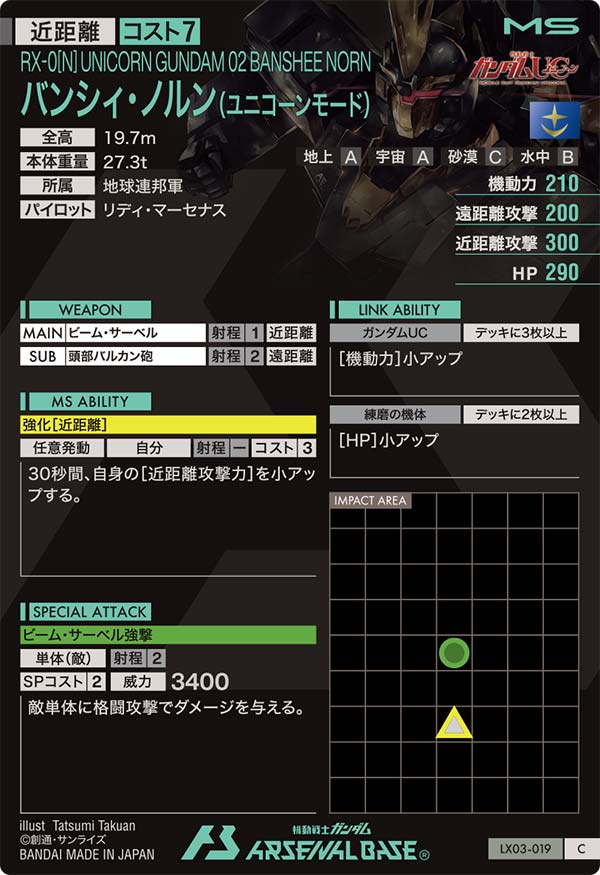 近距離 コスト7 MS
RX-0[N] UNICORN GUNDAM 02 BANSHEE NORN
機動戦士ガンダムUC
バンシィ・ノルン(ユニコーンモード)
全高 19.7m
本体重量 27.3t
所属 地球連邦軍
パイロット リディ・マーセナス
地上 A 宇宙 A 砂漠 C 水中 B
機動力 210
遠距離攻撃 200
近距離攻撃 300
HP 290
WEAPON
MAIN ビーム・サーベル 射程 1 近距離
SUB 頭部バルカン砲 射程 2 遠距離
MS ABILITY
強化[近距離]
任意発動 自分 射程 ー コスト 3
30秒間、自身の[近距離攻撃力]を小アッ
プする。
SPECIAL ATTACK
ビーム・サーベル強撃
単体(敵) 射程 2
SPコスト 2 威力 3400
敵単体に格闘攻撃でダメージを与える。
LINK ABILITY
ガンダムUC デッキに3枚以上
[機動力]小アップ
練磨の機体 デッキに2枚以上
[HP]小アップ
IMPACT AREA
illust Tatsumi Takuan
©創通・サンライズ
BANDAI MADE IN JAPAN
機動戦士ガンダム
ARSENAL BASE®
LX03-019 C